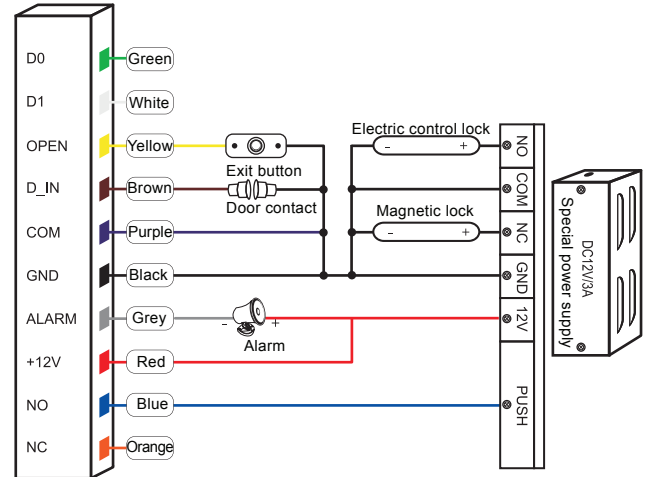 D0 Green
D1 White
OPEN Yellow
Exit button
D_IN Brown
Door contact
COM Purple
GND Black
ALARM Grey - +
Alarm
+12V Red
NO Blue
NC Orange
Electric control lock
- +
Magnetic lock
- +
NO
COM
NC
GND
12V
PUSH
DC12V/3A
Special power supply